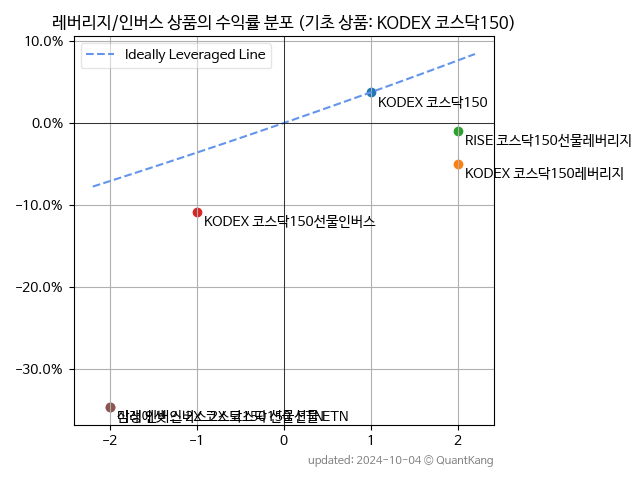 레버리지/인버스 상품의 수익률 분포 (기초 상품: KODEX 코스닥150)
10.0%
Ideally Leveraged Line
KODEX 코스닥150
0.0%
RISE 코스닥150선물레버리지
KODEX 코스닥150레버리지
−10.0%
KODEX 코스닥150선물인버스
−20.0%
−30.0%
ETN
−2
−1
0
1
2
updated: 2024-10-04 © QuantKang